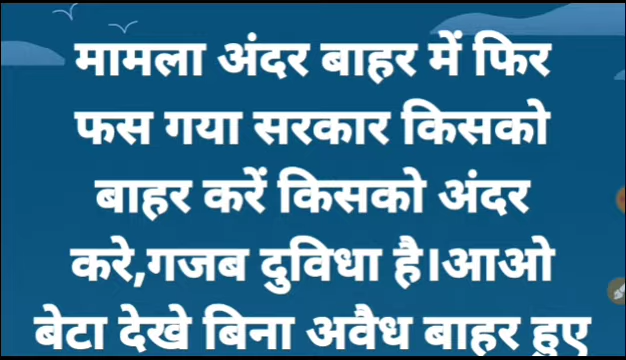 मामला अंदर बाहर में फिर
फस गया सरकार किसको
बाहर करें किसको अंदर
करे,गजब दुविधा है।आओ
बेटा देखे बिना अवैध बाहर हुए